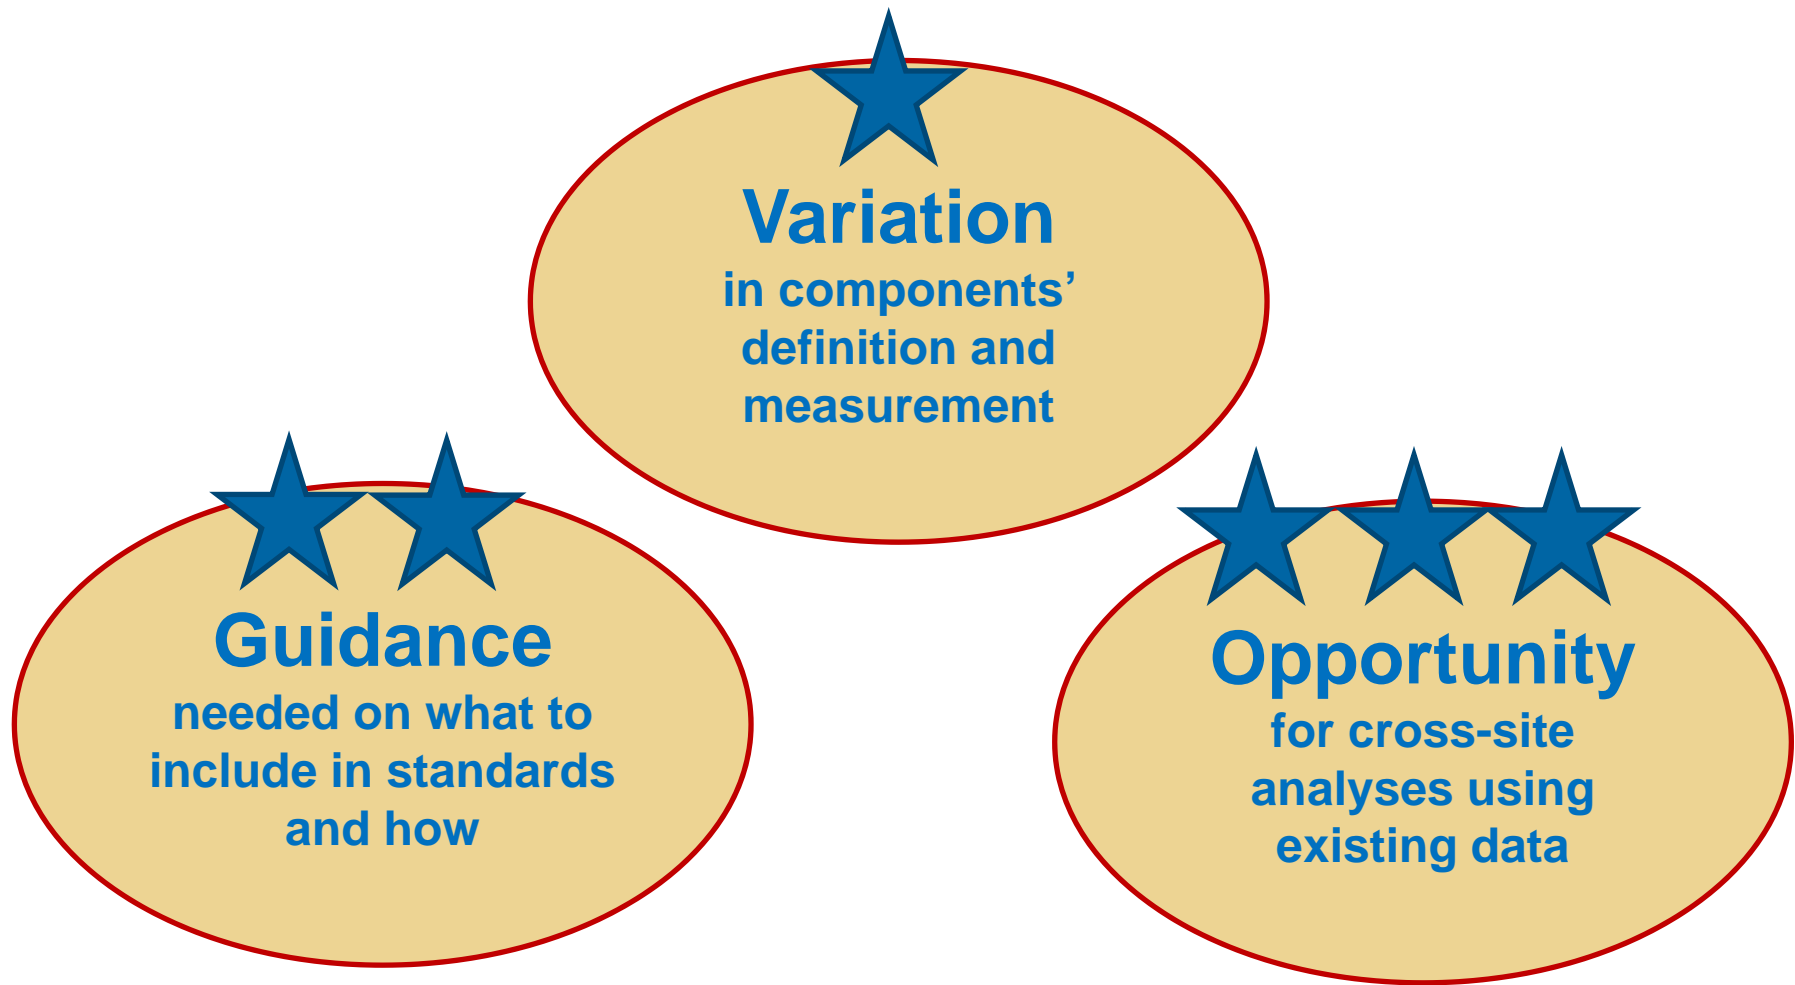 Variation
in components’
definition and
measurement
Guidance
needed on what to
include in standards
and how
Opportunity
for cross-site
analyses using
existing data